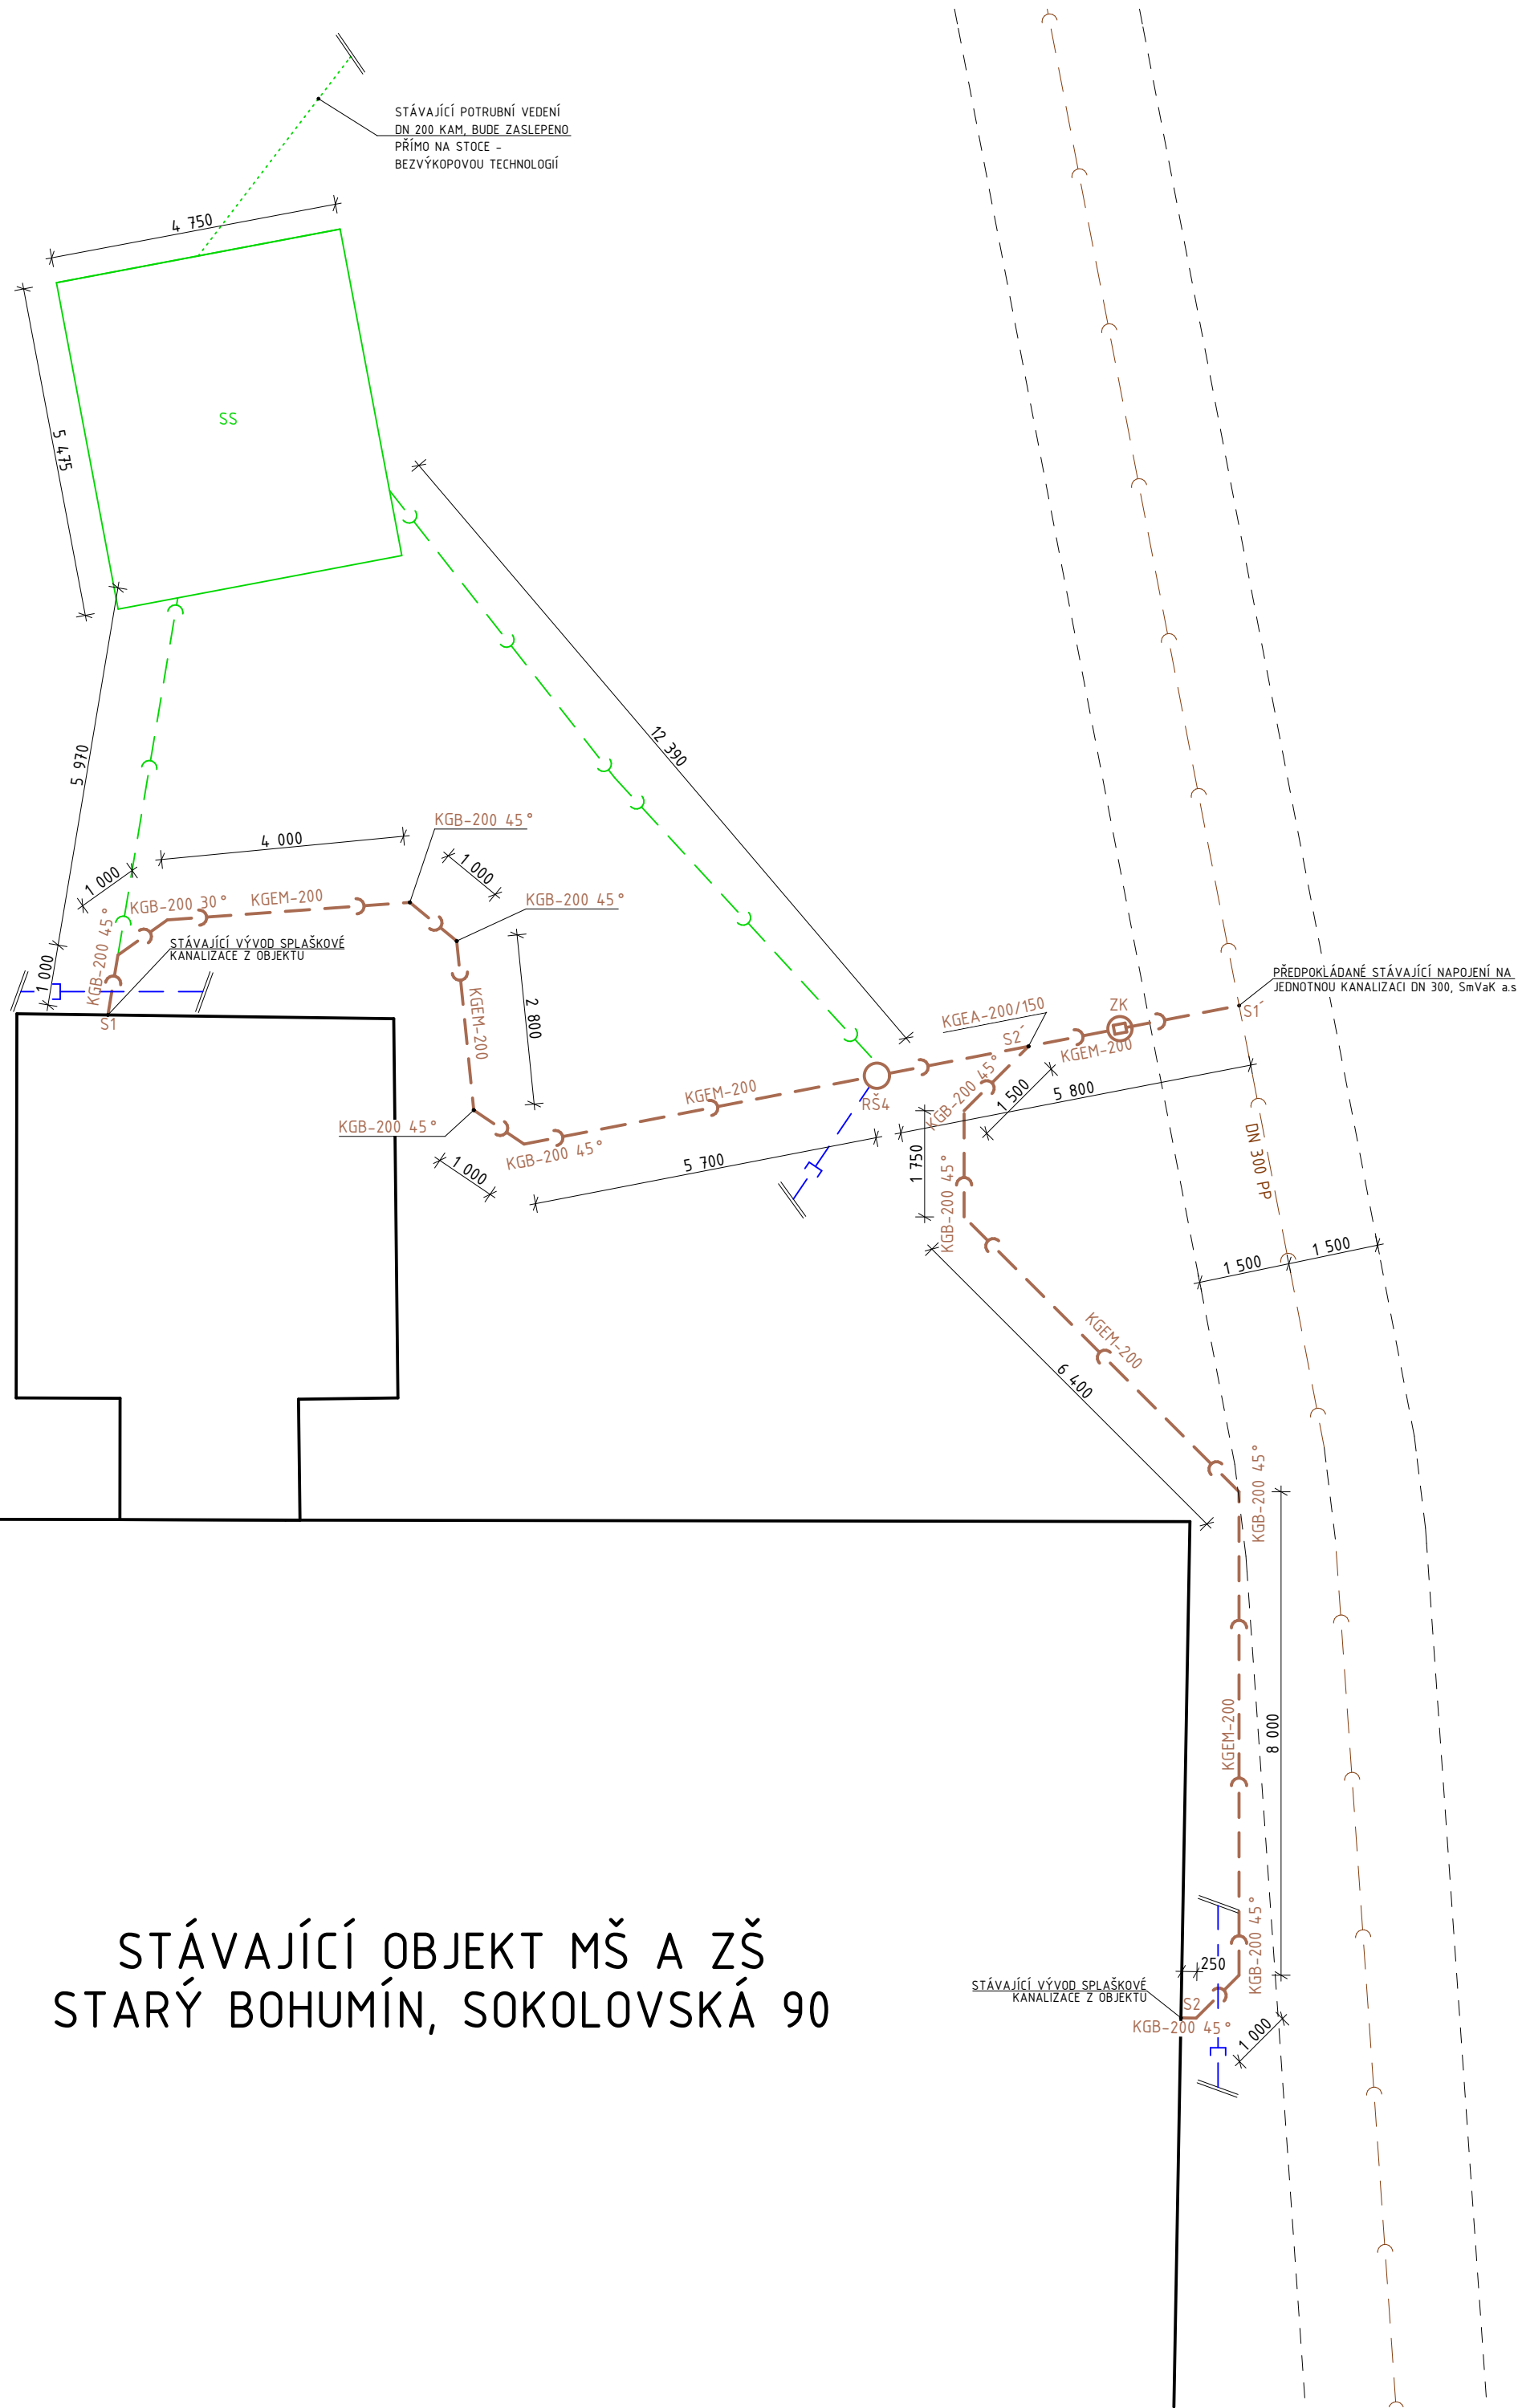 STÁVAJÍCÍ POTRUBNÍ VEDENÍ
DN 200 KAM, BUDE ZASLEPENO
PŘÍMO NA STOCE -
BEZVÝKOPOVOU TECHNOLOGIÍ
4 750
5 475
SS
12 390
5 970
4 000
KGB-200 45°
1 000
1 000
KGB-200 30°
KGEM-200
KGB-200 45°
KGB-200 45°
STÁVAJÍCÍ VÝVOD SPLAŠKOVÉ
KANALIZACE Z OBJEKTU
1 000
S1
KGEM-200
2 800
PŘEDPOKLÁDANÉ STÁVAJÍCÍ NAPOJENÍ NA
JEDNOTNOU KANALIZACI DN 300, SmVaK a.s
S1´
KGEA-200/150
ZK
S2´
KGEM-200
KGB-200 45°
1 500
5 800
KGEM-200
RŠ4
KGB-200 45°
KGB-200 45°
1 000
5 700
1 750
KGB-200 45°
DN 300 PP
1 500
1 500
KGEM-200
6 400
KGB-200 45°
KGEM-200
8 000
KGB-200 45°
250
STÁVAJÍCÍ VÝVOD SPLAŠKOVÉ
KANALIZACE Z OBJEKTU
S2
KGB-200 45°
1 000
STÁVAJÍCÍ OBJEKT MŠ A ZŠ
STARÝ BOHUMÍN, SOKOLOVSKÁ 90